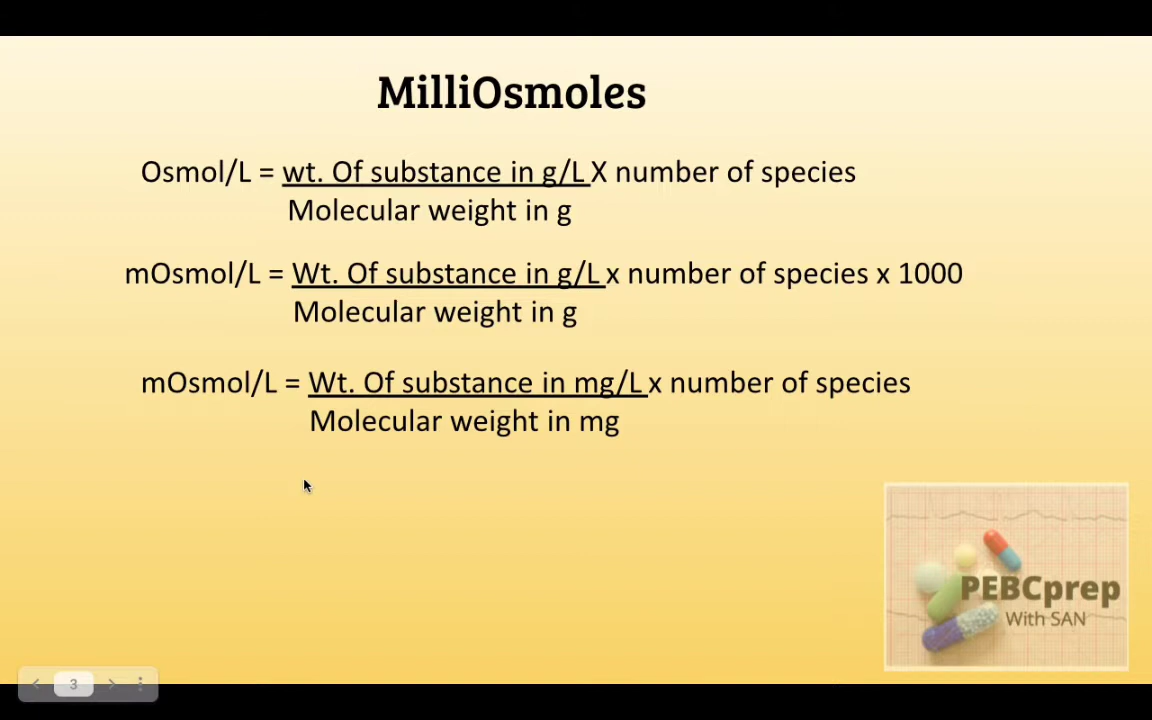 MilliOsmoles
Osmol/L = wt. Of substance in g/L X number of species
Molecular weight in g
mOsmol/L = Wt. Of substance in g/L x number of species x 1000
Molecular weight in g
mOsmol/L = Wt. Of substance in mg/L x number of species
Molecular weight in mg
PEBCprep
With SAN
3